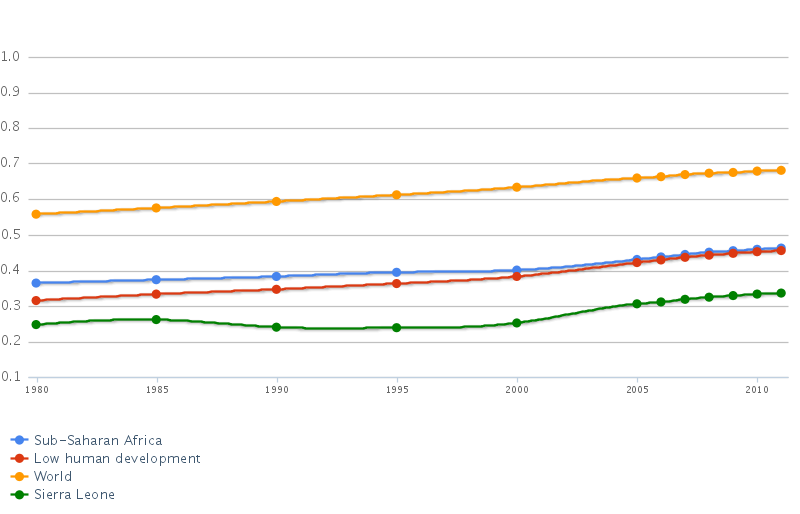 1.0
0.9
0.8
0.7
0.6
0.5
0.4
0.3
0.2
0.1
1980 1985 1990 1995 2000 2005 2010
Sub-Saharan Africa
Low human development
World
Sierra Leone